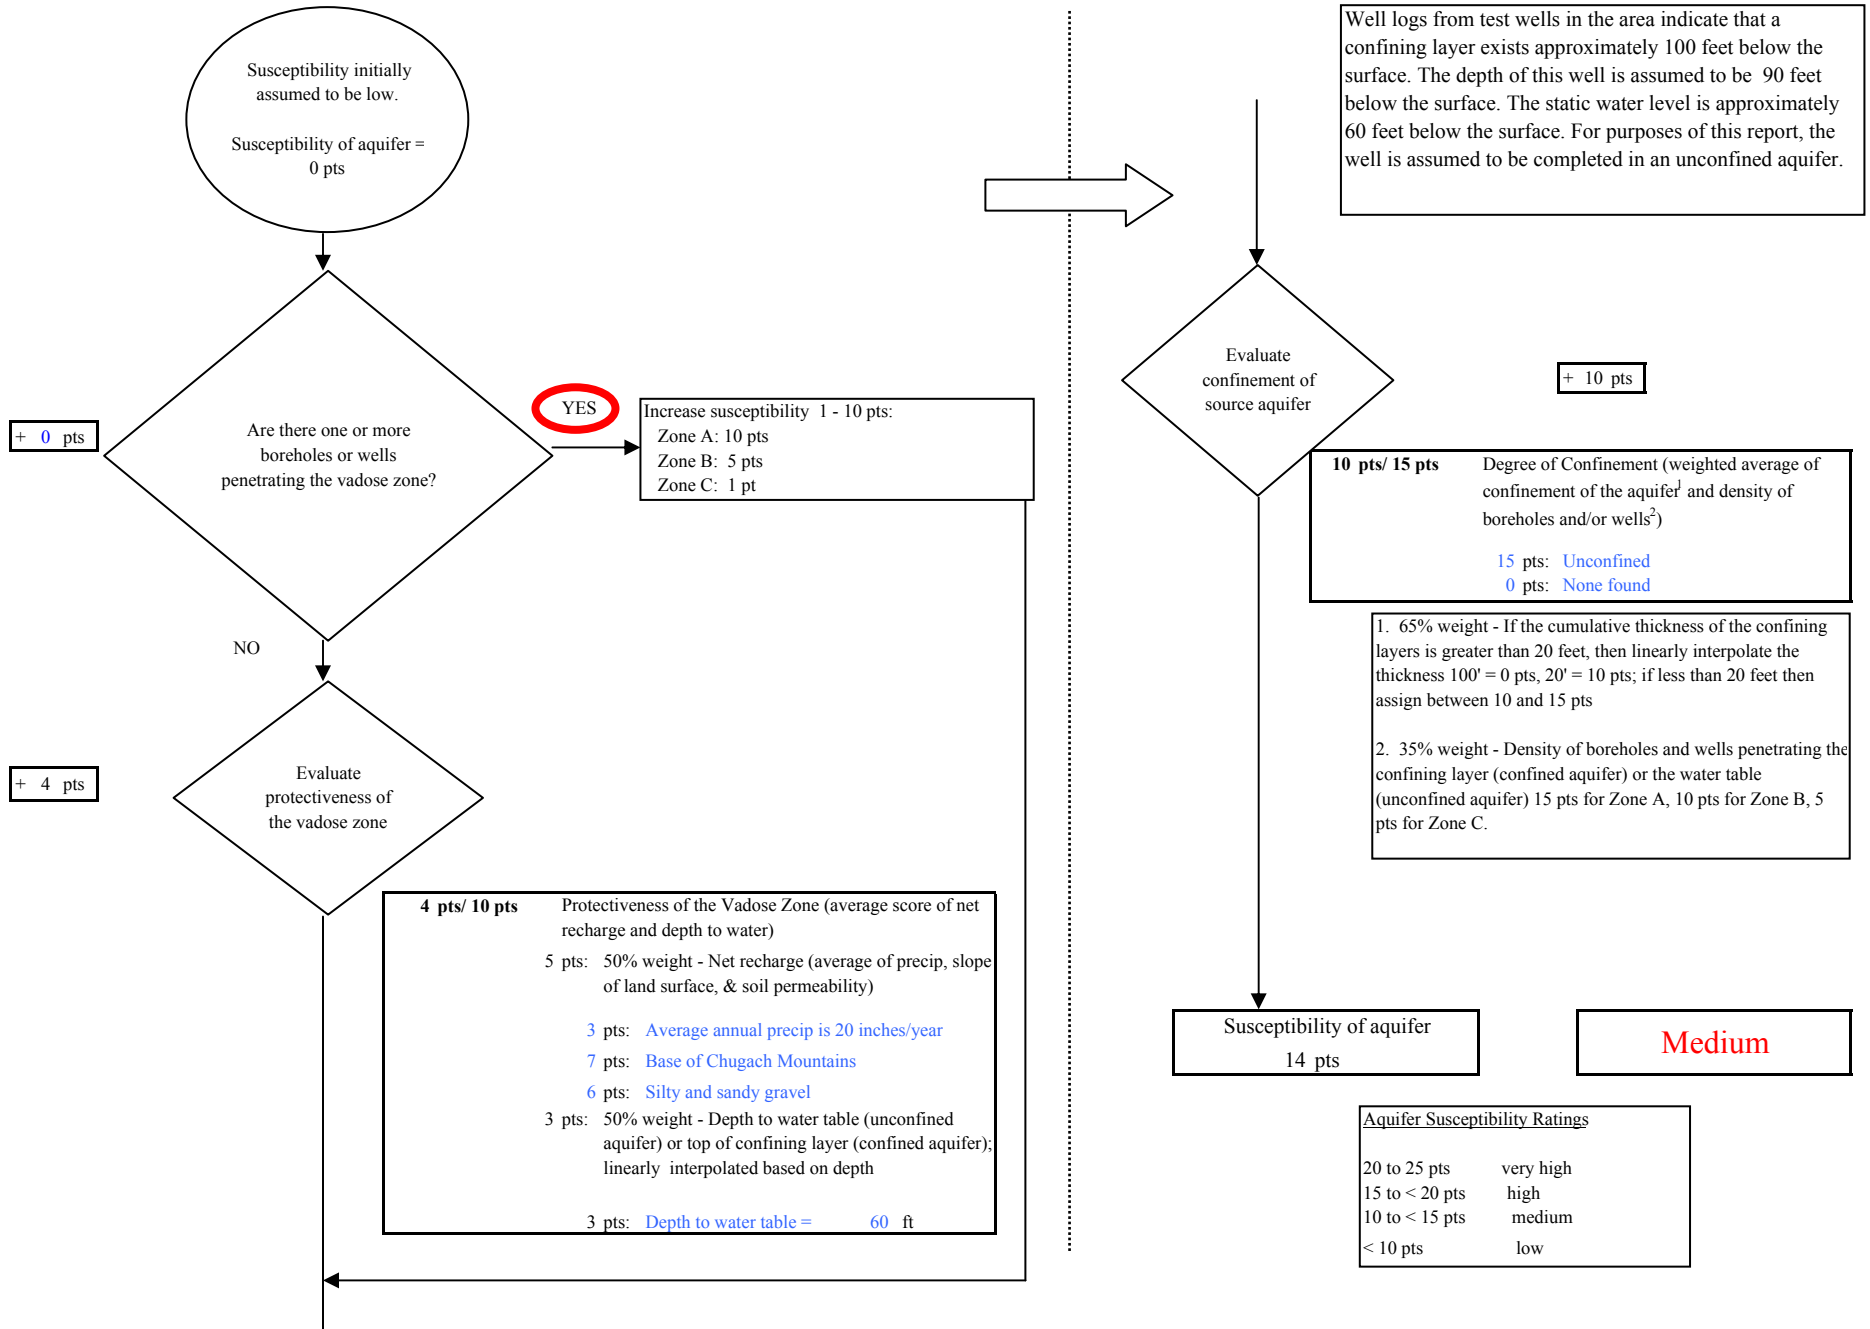 Susceptibility initially
assumed to be low.
Susceptibility of aquifer =
0 pts
Are there one or more
boreholes or wells
penetrating the vadose zone?
+ 0 pts
YES
Increase susceptibility 1 - 10 pts:
Zone A: 10 pts
Zone B: 5 pts
Zone C: 1 pt
NO
Evaluate
protectiveness of
the vadose zone
+ 4 pts
4 pts/ 10 pts Protectiveness of the Vadose Zone (average score of net
recharge and depth to water)
5 pts: 50% weight - Net recharge (average of precip, slope
of land surface, & soil permeability)
3 pts: Average annual precip is 20 inches/year
7 pts: Base of Chugach Mountains
6 pts: Silty and sandy gravel
3 pts: 50% weight - Depth to water table (unconfined
aquifer) or top of confining layer (confined aquifer);
linearly interpolated based on depth
3 pts: Depth to water table = 60 ft
Well logs from test wells in the area indicate that a
confining layer exists approximately 100 feet below the
surface. The depth of this well is assumed to be 90 feet
below the surface. The static water level is approximately
60 feet below the surface. For purposes of this report, the
well is assumed to be completed in an unconfined aquifer.
Evaluate
confinement of
source aquifer
+ 10 pts
10 pts/ 15 pts Degree of Confinement (weighted average of
confinement of the aquifer1 and density of
boreholes and/or wells2)
15 pts: Unconfined
0 pts: None found
1. 65% weight - If the cumulative thickness of the confining
layers is greater than 20 feet, then linearly interpolate the
thickness 100' = 0 pts, 20' = 10 pts; if less than 20 feet then
assign between 10 and 15 pts
2. 35% weight - Density of boreholes and wells penetrating the
confining layer (confined aquifer) or the water table
(unconfined aquifer) 15 pts for Zone A, 10 pts for Zone B, 5
pts for Zone C.
Susceptibility of aquifer
14 pts
Medium
Aquifer Susceptibility Ratings
20 to 25 pts very high
15 to < 20 pts high
10 to < 15 pts medium
< 10 pts low